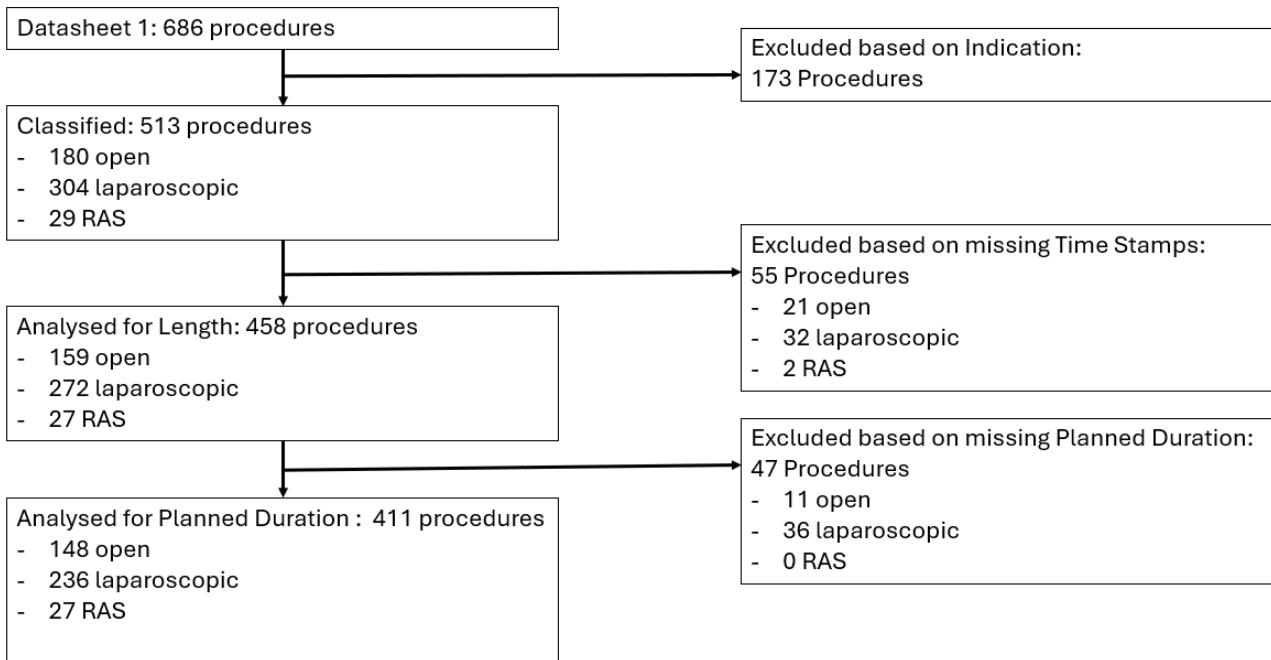 Datasheet 1: 686 procedures
Excluded based on Indication:
173 Procedures
Classified: 513 procedures
- 180 open
- 304 laparoscopic
- 29 RAS
Excluded based on missing Time Stamps:
55 Procedures
- 21 open
- 32 laparoscopic
- 2 RAS
Analysed for Length: 458 procedures
- 159 open
- 272 laparoscopic
- 27 RAS
Excluded based on missing Planned Duration:
47 Procedures
- 11 open
- 36 laparoscopic
- 0 RAS
Analysed for Planned Duration : 411 procedures
- 148 open
- 236 laparoscopic
- 27 RAS